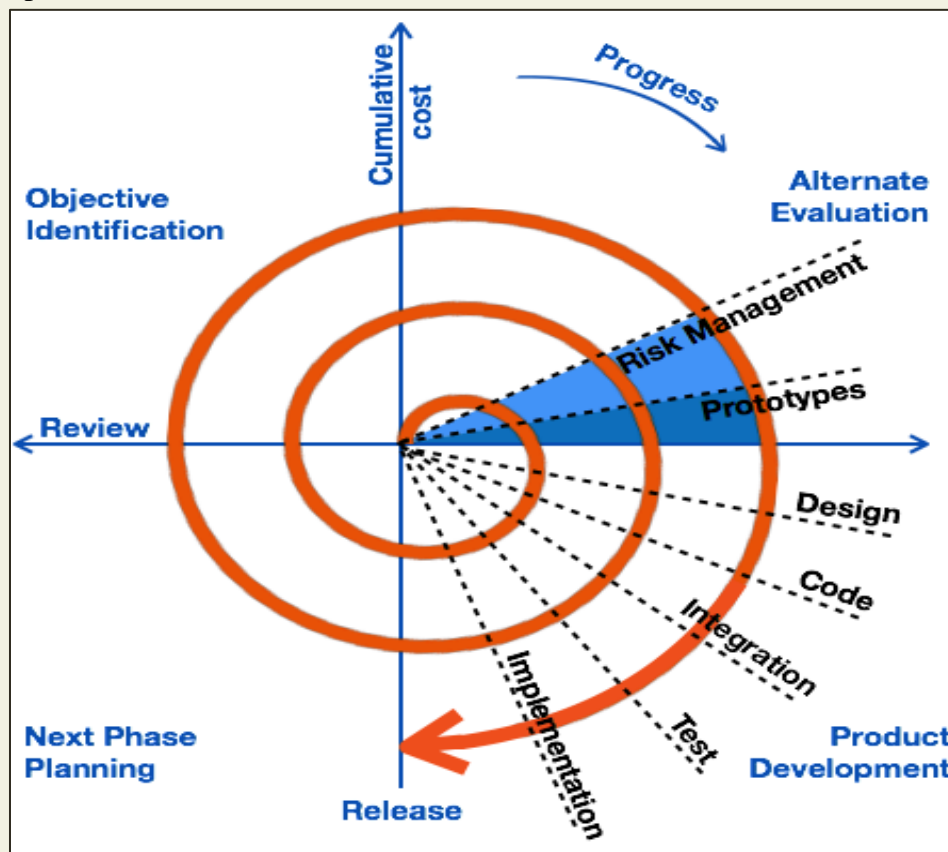 Cumulative
cost
Progress
Objective
Identification
Alternate
Evaluation
Risk Management
Prototypes
Review
Design
Code
Integration
Test
Implementation
Next Phase
Planning
Product
Development
Release